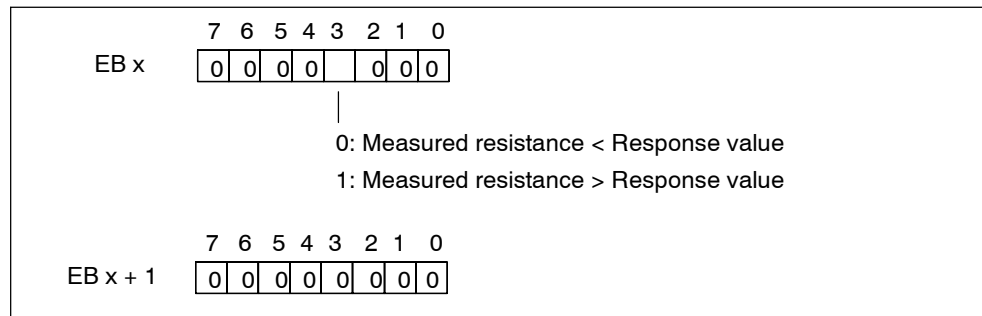 7 6 5 4 3 2 1 0
EB x 0 0 0 0 0 0 0
0: Measured resistance < Response value
1: Measured resistance > Response value
7 6 5 4 3 2 1 0
EB x + 1 0 0 0 0 0 0 0 0